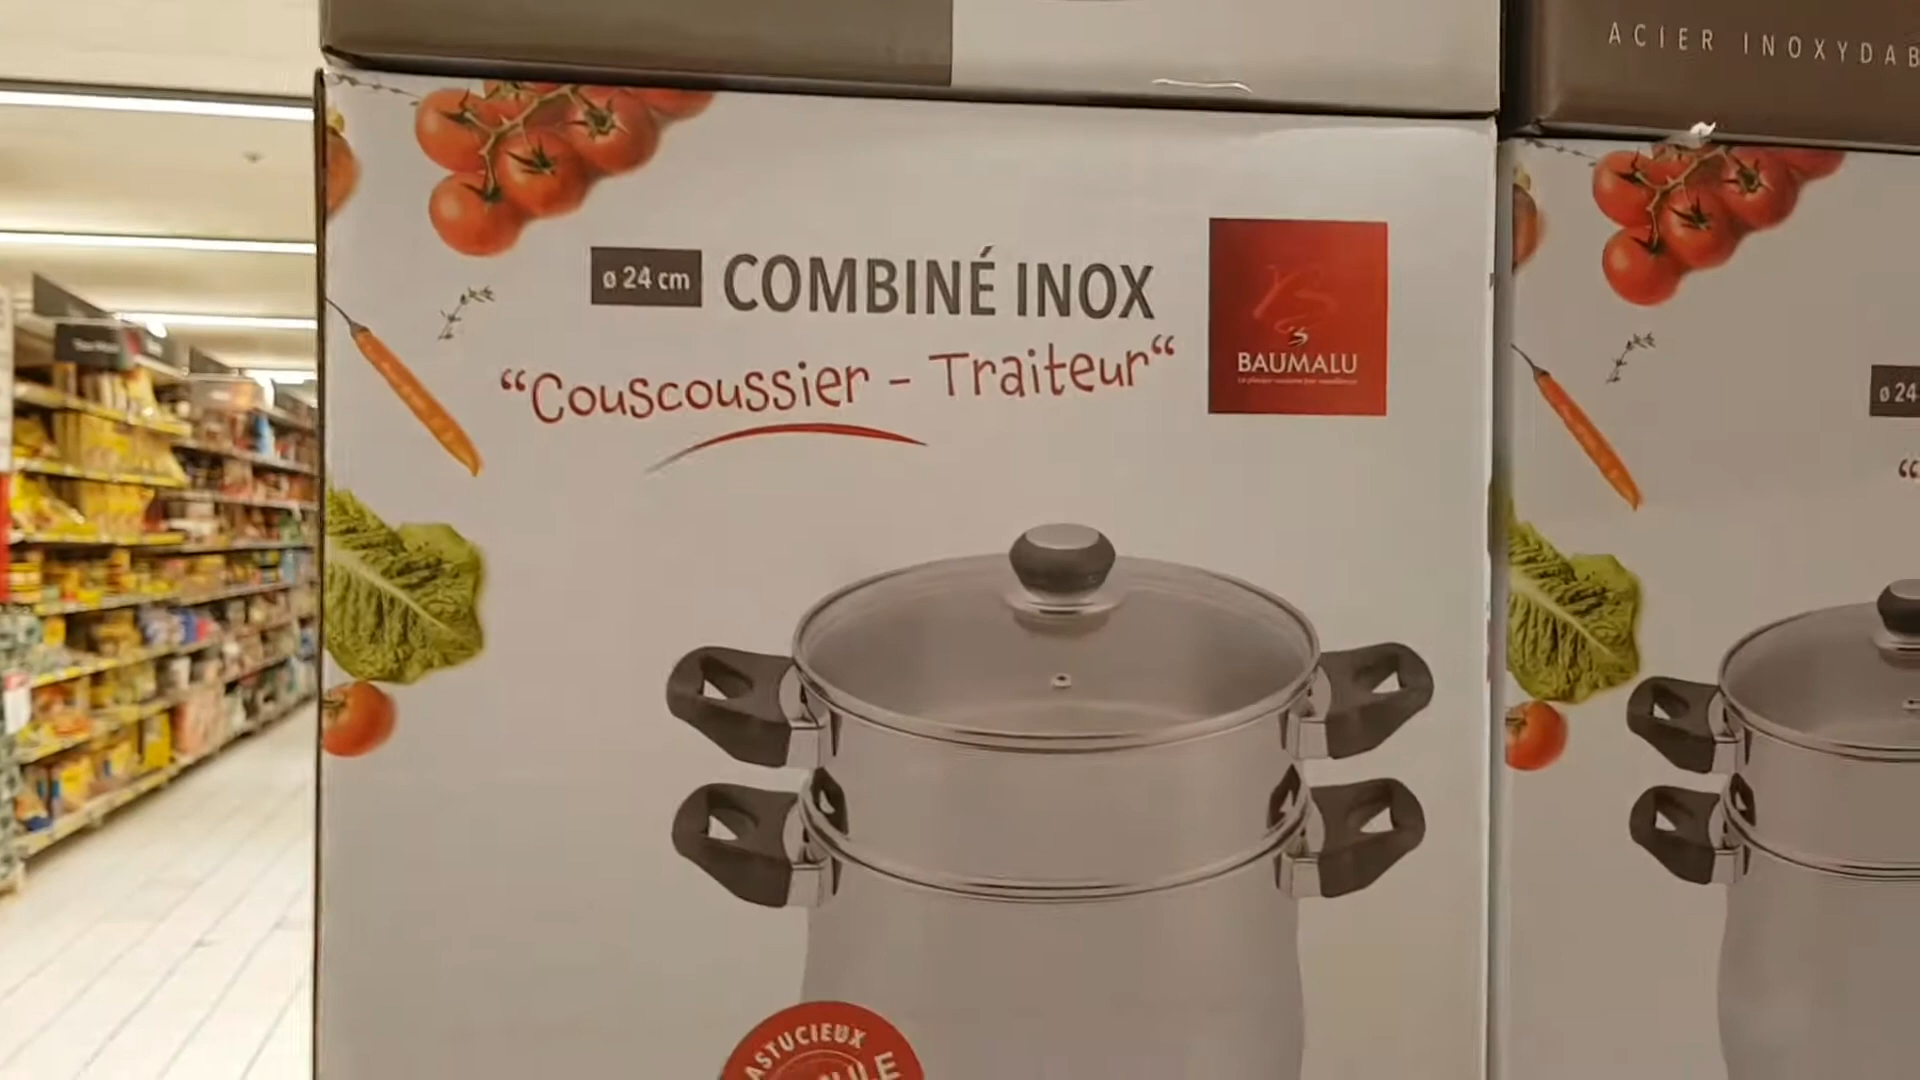 ACIER INOXYDAB
ø 24 cm COMBINÉ INOX
“Couscoussier - Traiteur“
BAUMALU
ø 24
“
ASTUCIEUX